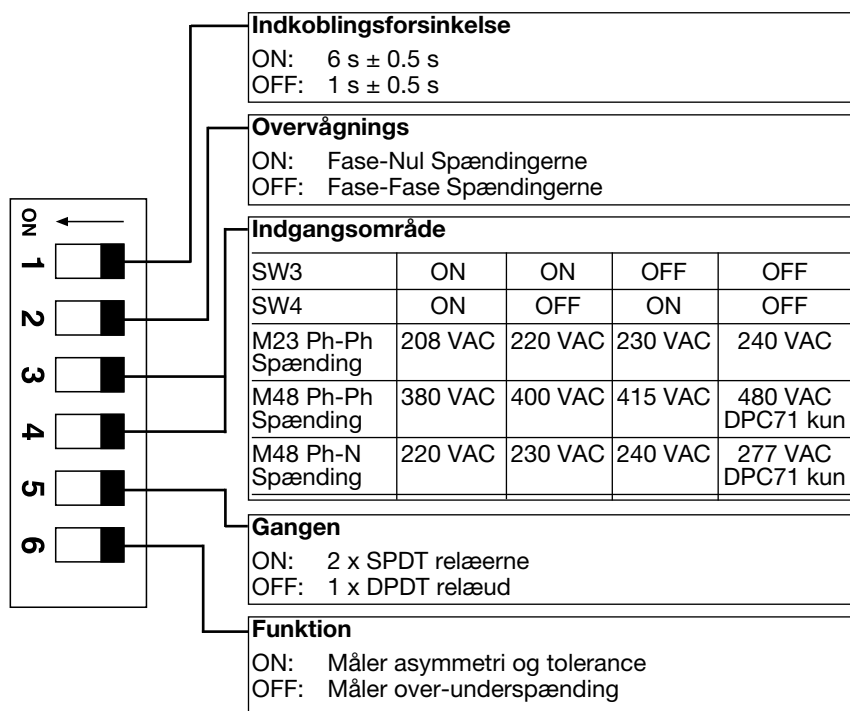 Indkoblingsforsinkelse
ON: 6 s ± 0.5 s
OFF: 1 s ± 0.5 s
Overvågnings
ON: Fase-Nul Spændingerne
OFF: Fase-Fase Spændingerne
ON
1
2
3
4
5
6
Indgangsområde
SW3 ON ON OFF OFF
SW4 ON OFF ON OFF
M23 Ph-Ph 208 VAC 220 VAC 230 VAC 240 VAC
Spænding
M48 Ph-Ph 380 VAC 400 VAC 415 VAC 480 VAC
Spænding DPC71 kun
M48 Ph-N 220 VAC 230 VAC 240 VAC 277 VAC
Spænding DPC71 kun
Gangen
ON: 2 x SPDT relæerne
OFF: 1 x DPDT relæud
Funktion
ON: Måler asymmetri og tolerance
OFF: Måler over-underspænding